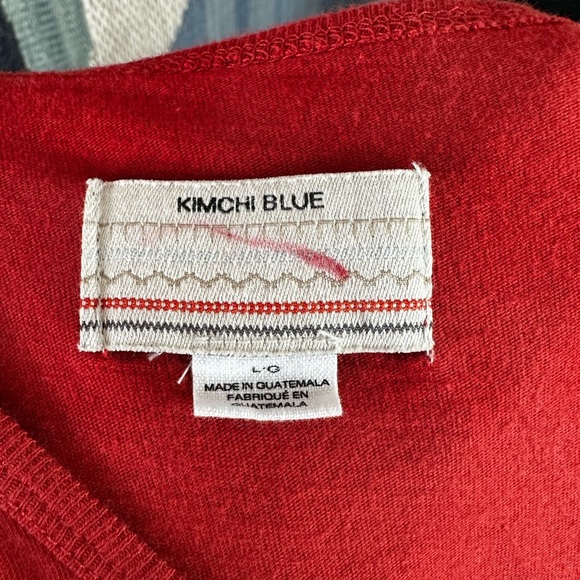 KIMCHI BLUE
L·G
MADE IN GUATEMALA
FABRIQUÉ EN
GUATEMALA